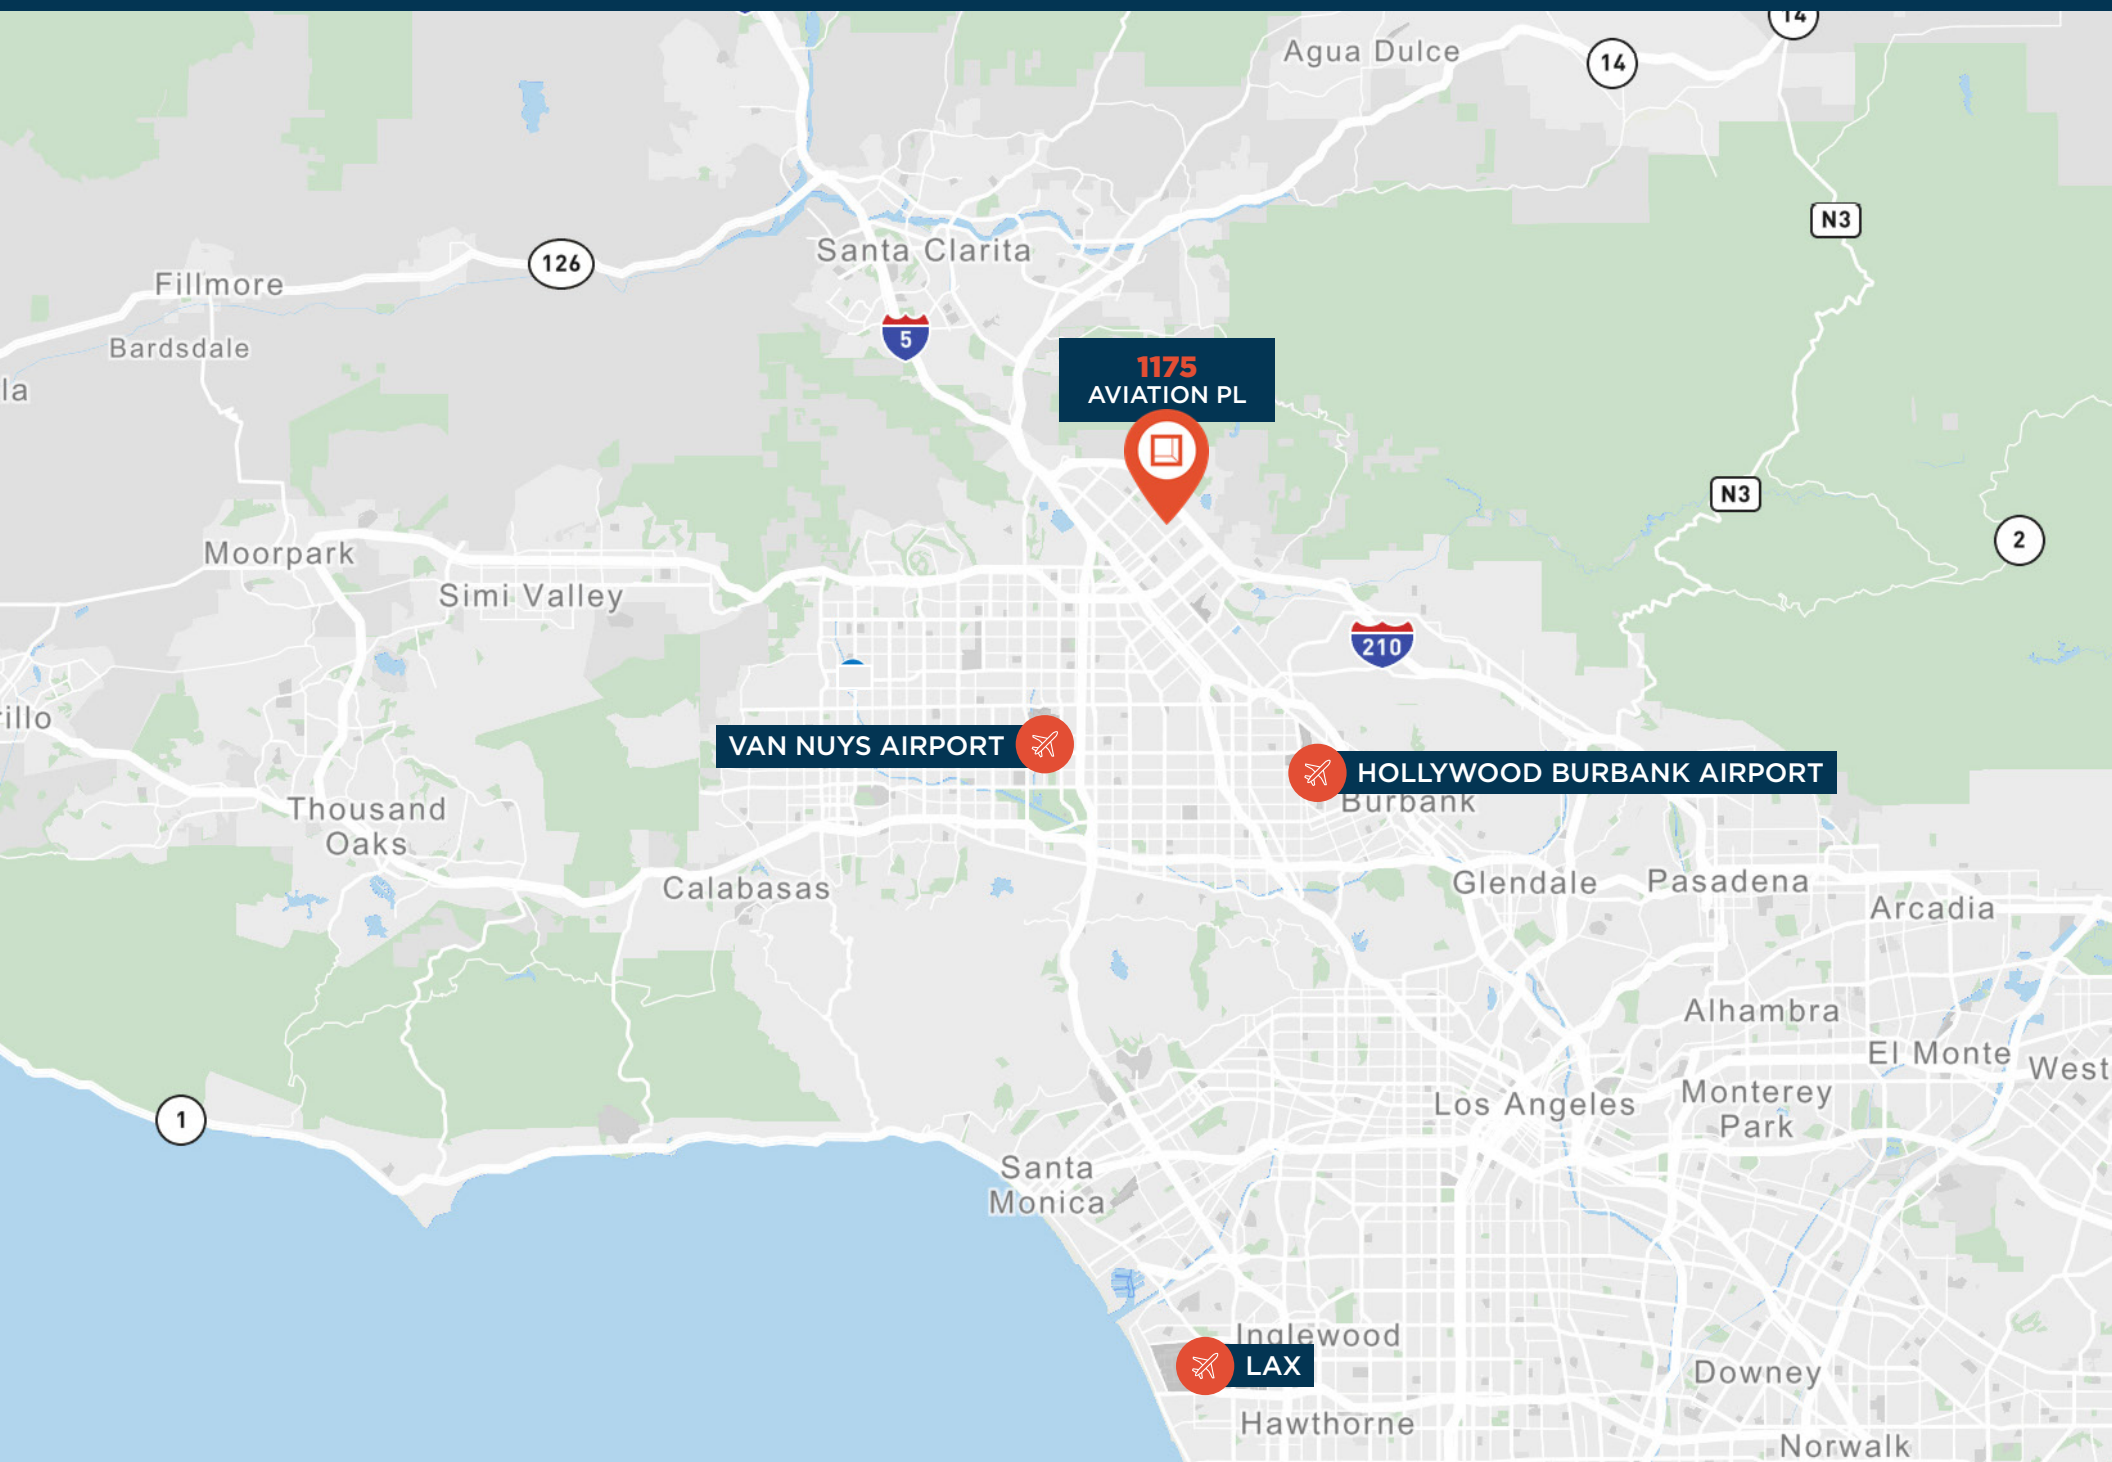 14
Agua Dulce
14
N3
Santa Clarita
126
Fillmore
5
Bardsdale
1175
AVIATION PL
la
N3
2
Moorpark
Simi Valley
210
illo
VAN NUYS AIRPORT
HOLLYWOOD BURBANK AIRPORT
Burbank
Thousand
Oaks
Calabasas
Glendale
Pasadena
Arcadia
Alhambra
El Monte
West
Monterey
Park
Los Angeles
1
Santa
Monica
Inglewood
LAX
Downey
Hawthorne
Norwalk